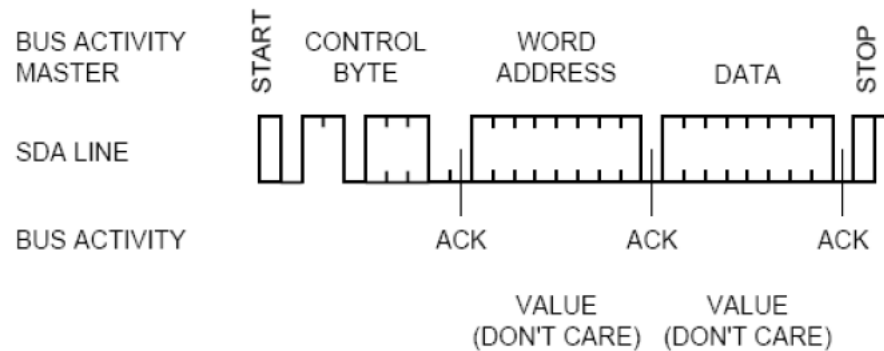 BUS ACTIVITY
MASTER
START
CONTROL
BYTE
WORD
ADDRESS
DATA
STOP
SDA LINE
BUS ACTIVITY
ACK
ACK
ACK
VALUE
(DON'T CARE)
VALUE
(DON'T CARE)